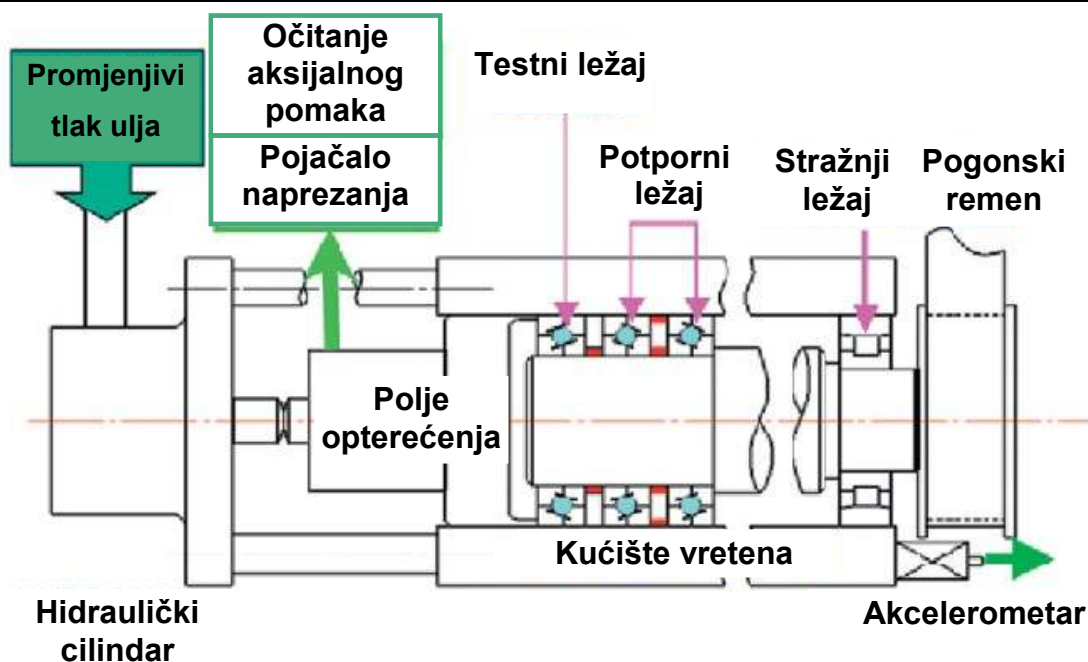 Promjenjivi
tlak ulja
Očitanje
aksijalnog
pomaka
Pojačalo
naprezanja
Testni ležaj
Potporni
ležaj
Stražnji
ležaj
Pogonski
remen
Polje
opterećenja
Kućište vretena
Hidraulički
cilindar
Akcelerometar